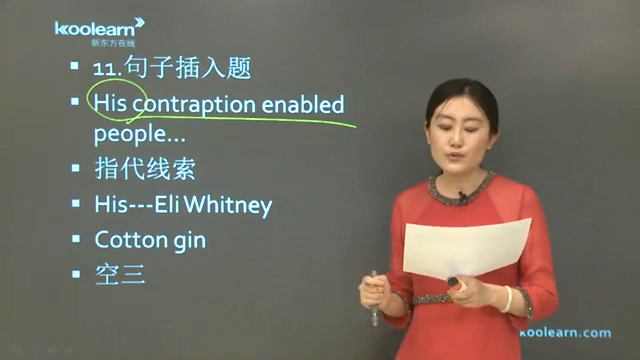 koolearn
新东方在线
11.句子插入题
His contraption enabled
people...
指代线索
His---Eli Whitney
Cotton gin
空三
koolearn.com